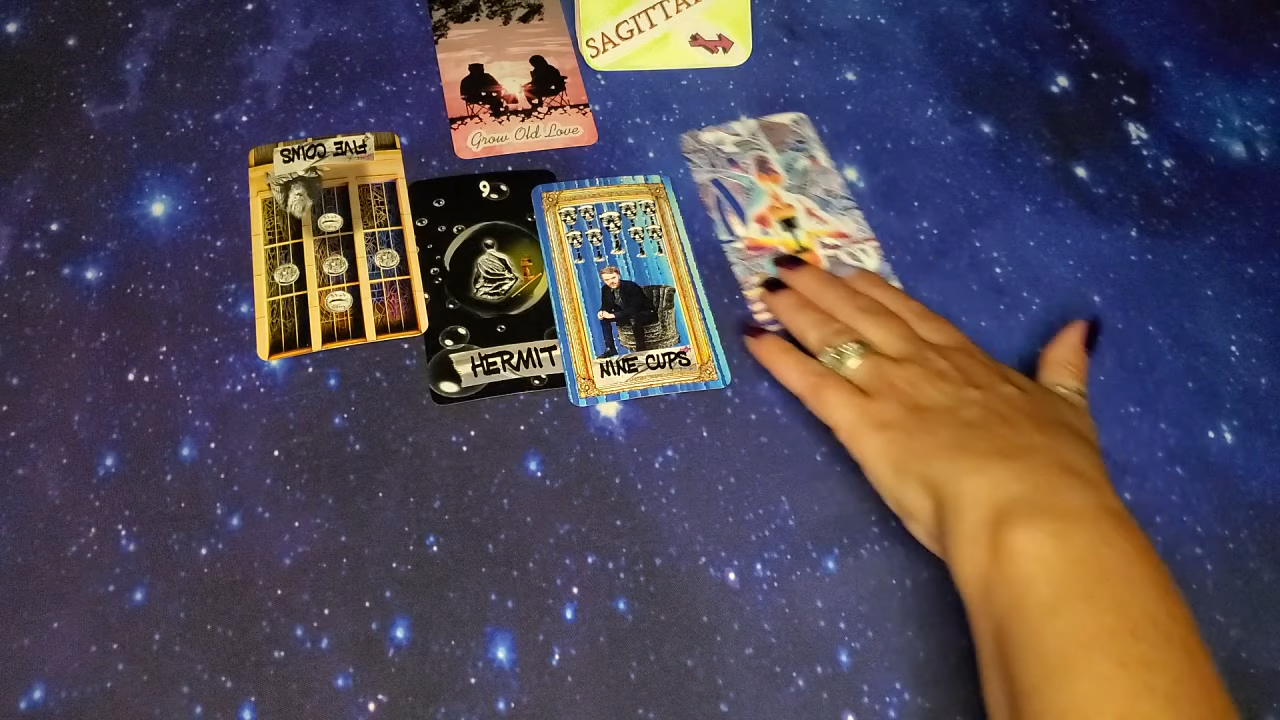 SAGITTA
Grow Old Love
FIVE COINS
9
HERMIT
NINE CUPS